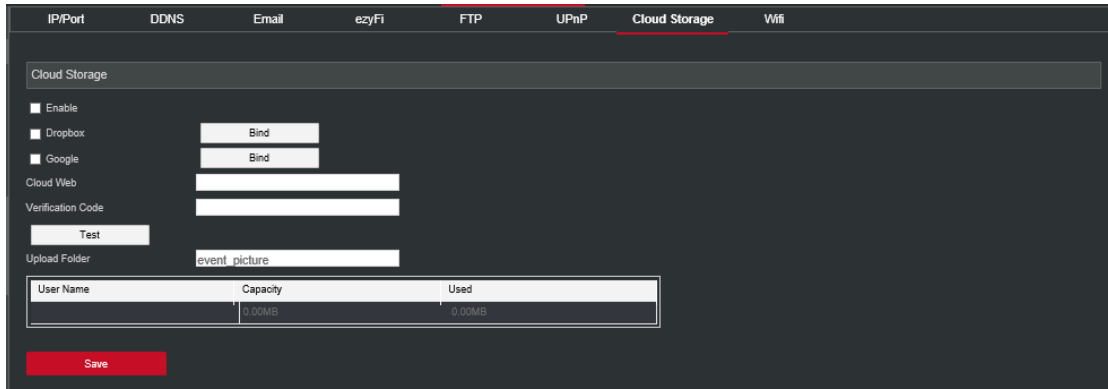 IP/Port DDNS Email ezyFi FTP UPnP Cloud Storage Wifi
Cloud Storage
Enable
Dropbox Bind
Google Bind
Cloud Web
Verification Code
Test
Upload Folder event_picture
User Name Capacity Used
0.00MB 0.00MB
Save